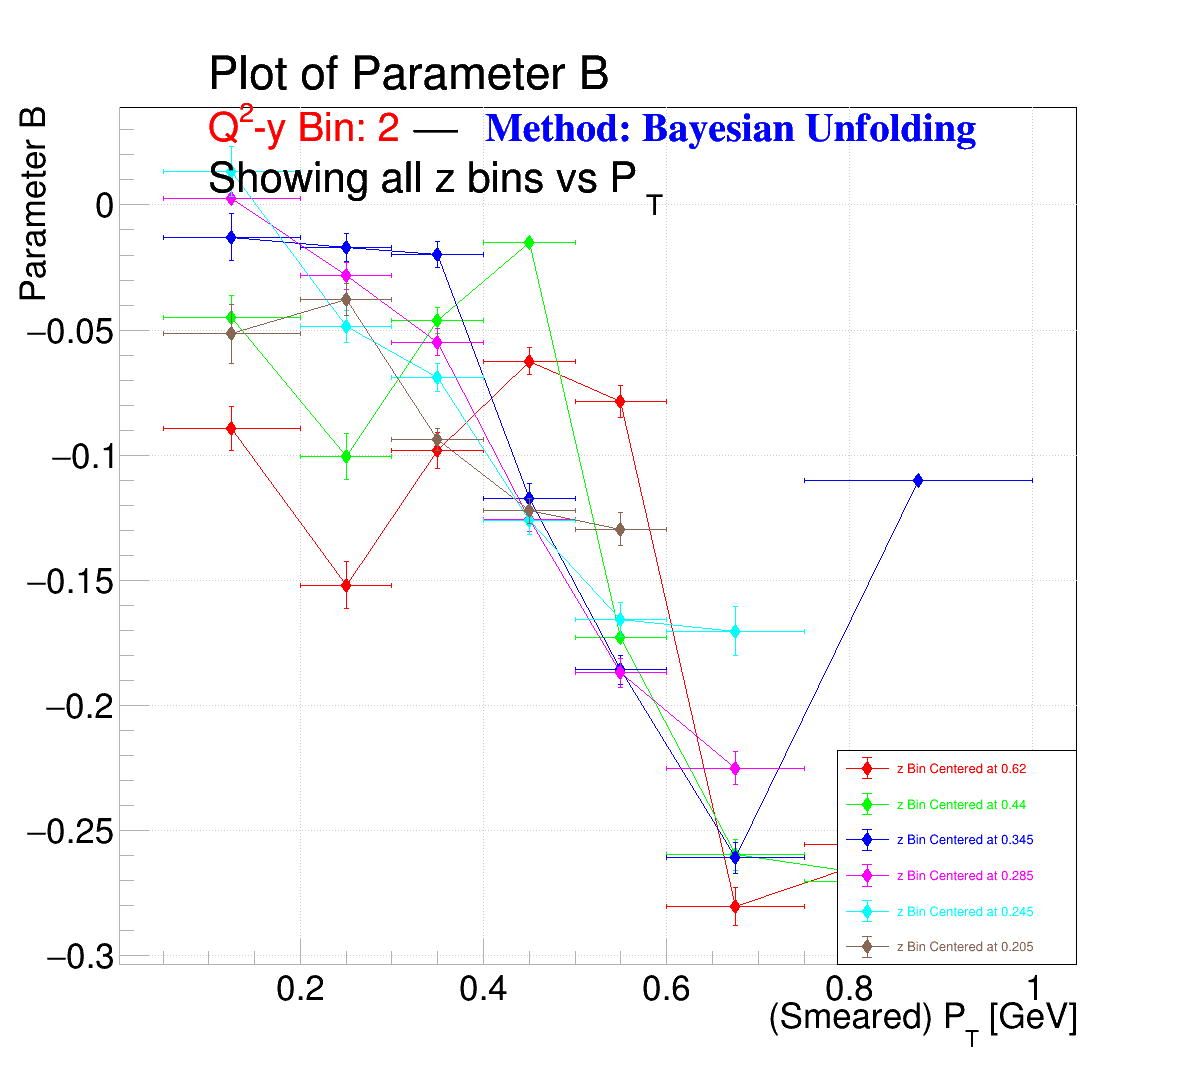 Plot of Parameter B
Q2-y Bin: 2 — Method: Bayesian Unfolding
Showing all z bins vs P T
Parameter B
0
−0.05
−0.1
−0.15
−0.2
−0.25
−0.3
z Bin Centered at 0.62
z Bin Centered at 0.44
z Bin Centered at 0.345
z Bin Centered at 0.285
z Bin Centered at 0.245
z Bin Centered at 0.205
0.2 0.4 0.6 0.8 1
(Smeared) PT [GeV]